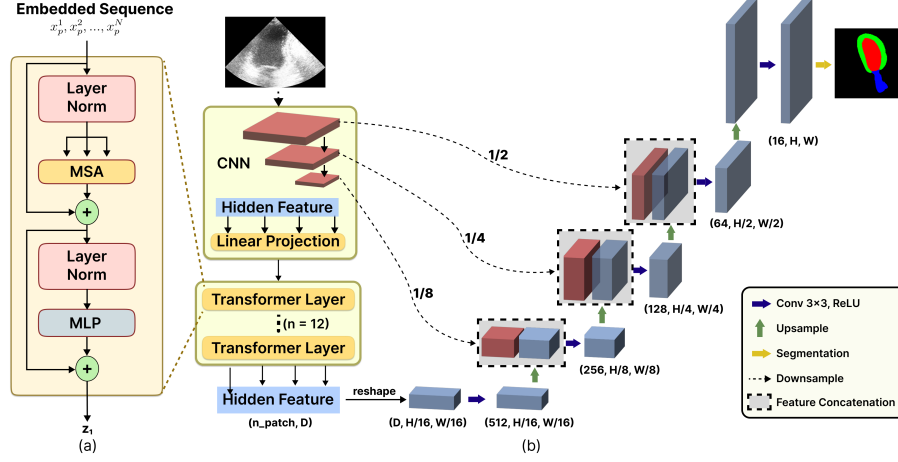 Embedded Sequence
x_p^1, x_p^2, ..., x_p^N
Layer
Norm
MSA
+
Layer
Norm
MLP
+
z₁
(a)
CNN
Hidden Feature
Linear Projection
Transformer Layer
(n = 12)
Transformer Layer
Hidden Feature
(n_patch, D)
reshape
(D, H/16, W/16)
(512, H/16, W/16)
(b)
1/2
1/4
1/8
(256, H/8, W/8)
(128, H/4, W/4)
(64, H/2, W/2)
(16, H, W)
Conv 3×3, ReLU
Upsample
Segmentation
Downsample
Feature Concatenation